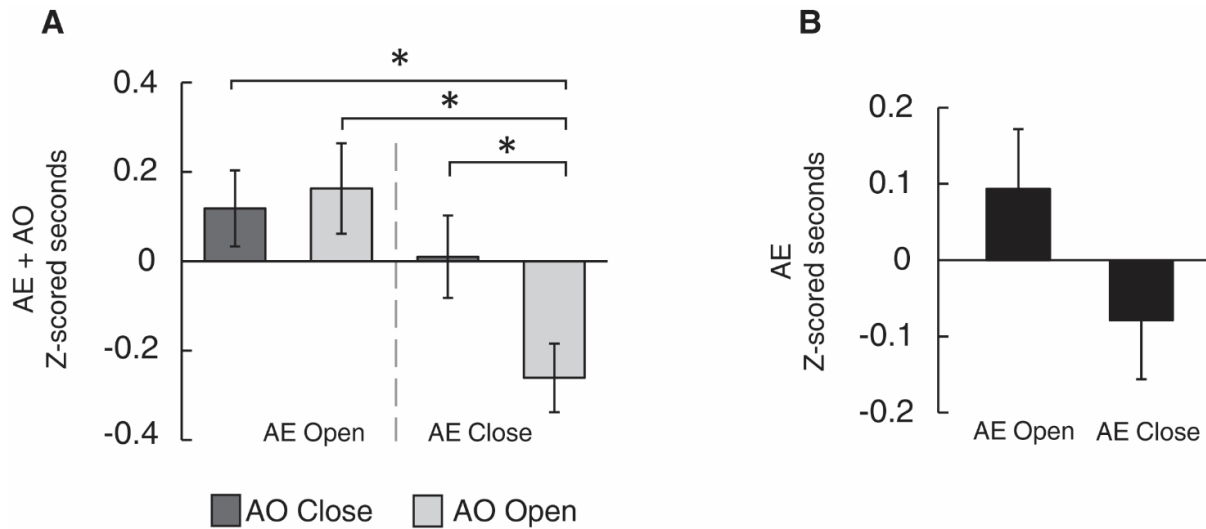 A
B
*
*
*
0.4
0.2
0
-0.2
-0.4
AE + AO
Z-scored seconds
AE Open
AE Close
AO Close
AO Open
0.2
0.1
0
-0.1
-0.2
AE
Z-scored seconds
AE Open
AE Close